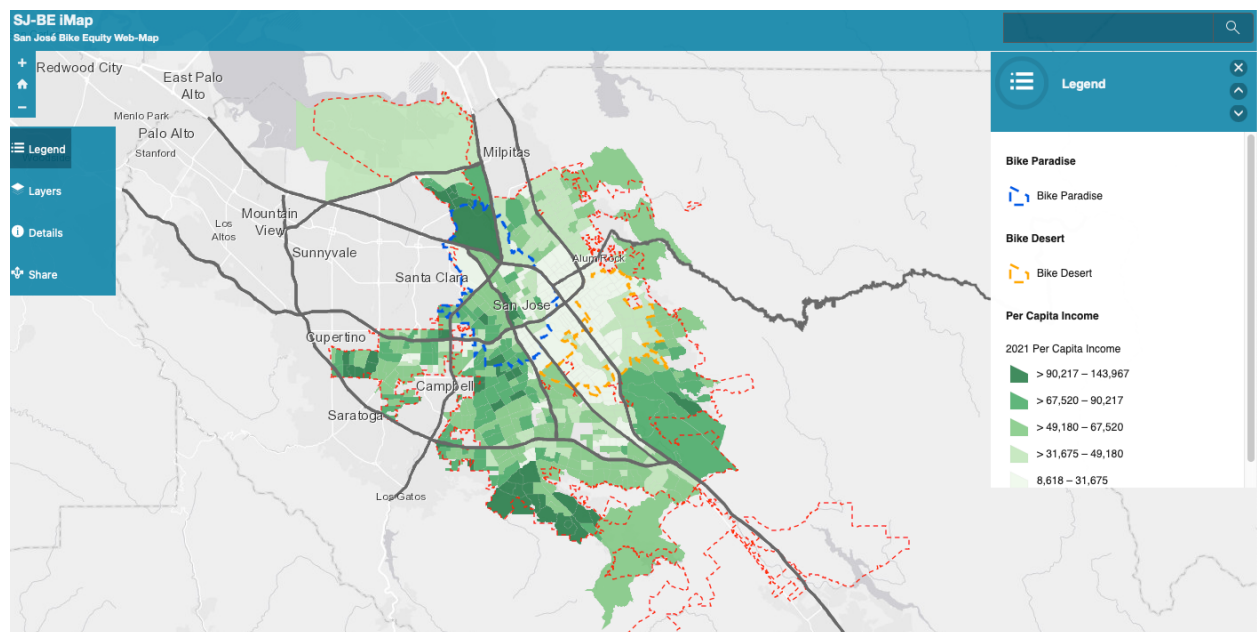 SJ-BE iMap
San José Bike Equity Web-Map
+
−
Legend
Layers
Details
Share
Redwood City
East Palo
Alto
Menlo Park
Palo Alto
Stanford
Milpitas
Mountain
View
Los
Altos
Sunnyvale
Santa Clara
Alum Rock
San Jose
Cupertino
Campbell
Saratoga
Los Gatos
Legend
Bike Paradise
Bike Paradise
Bike Desert
Bike Desert
Per Capita Income
2021 Per Capita Income
> 90,217 – 143,967
> 67,520 – 90,217
> 49,180 – 67,520
> 31,675 – 49,180
8,618 – 31,675